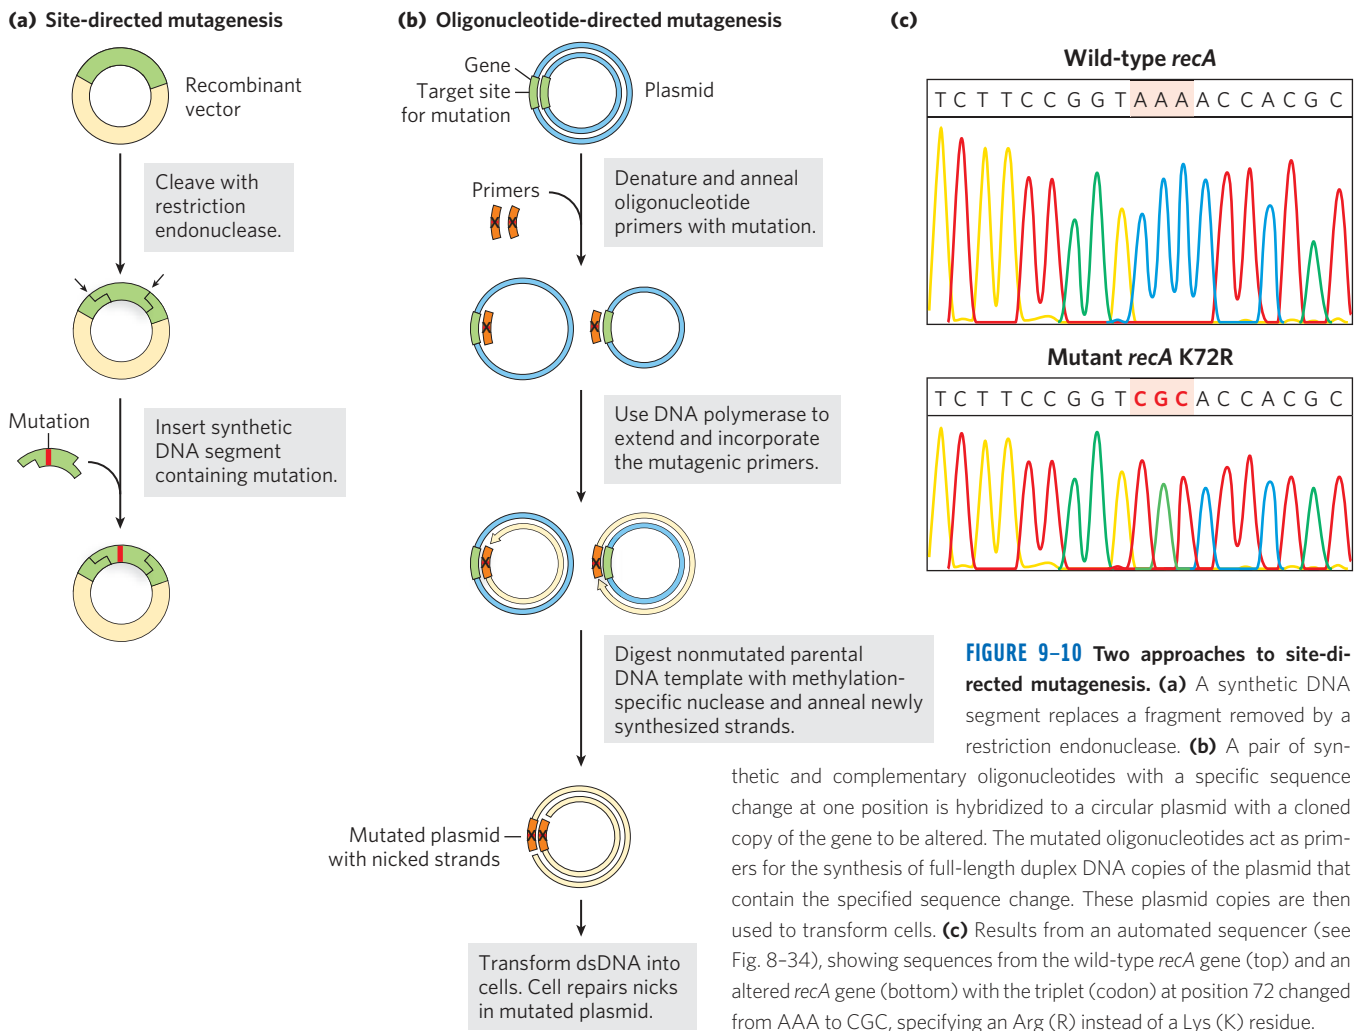 (a) Site-directed mutagenesis
Recombinant
vector
Cleave with
restriction
endonuclease.
Mutation
Insert synthetic
DNA segment
containing mutation.
(b) Oligonucleotide-directed mutagenesis
Gene
Target site
for mutation
Plasmid
Primers
Denature and anneal
oligonucleotide
primers with mutation.
Use DNA polymerase to
extend and incorporate
the mutagenic primers.
Digest nonmutated parental
DNA template with methylation-
specific nuclease and anneal newly
synthesized strands.
Mutated plasmid
with nicked strands
Transform dsDNA into
cells. Cell repairs nicks
in mutated plasmid.
(c)
Wild-type recA
T C T T C C G G T A A A A C C A C G C
Mutant recA K72R
T C T T C C G G T C G C A C C A C G C
FIGURE 9–10 Two approaches to site-di-
rected mutagenesis. (a) A synthetic DNA
segment replaces a fragment removed by a
restriction endonuclease. (b) A pair of syn-
thetic and complementary oligonucleotides with a specific sequence
change at one position is hybridized to a circular plasmid with a cloned
copy of the gene to be altered. The mutated oligonucleotides act as prim-
ers for the synthesis of full-length duplex DNA copies of the plasmid that
contain the specified sequence change. These plasmid copies are then
used to transform cells. (c) Results from an automated sequencer (see
Fig. 8–34), showing sequences from the wild-type recA gene (top) and an
altered recA gene (bottom) with the triplet (codon) at position 72 changed
from AAA to CGC, specifying an Arg (R) instead of a Lys (K) residue.